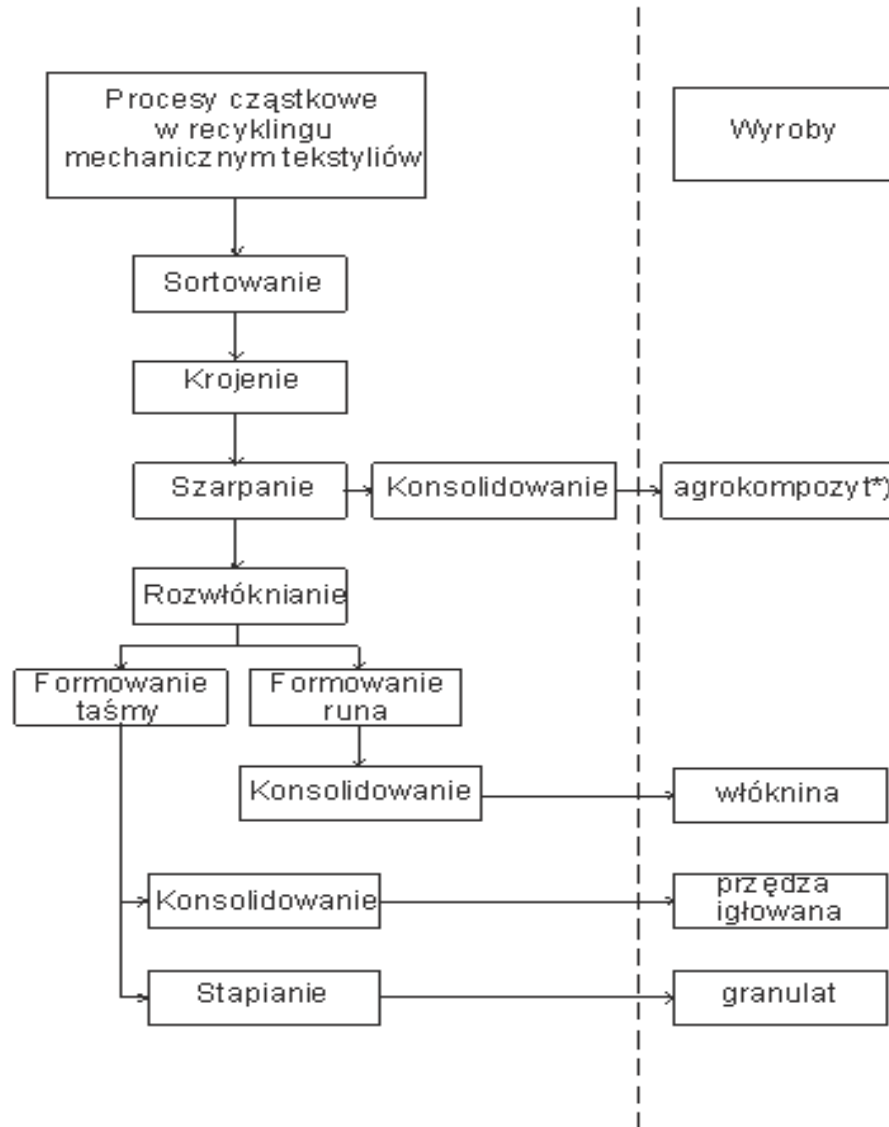 Procesy cząstkowe
w recyklingu
mechanicznym tekstyliów
Wyroby
Sortowanie
Krojenie
Szarpanie
Konsolidowanie
agrokompozyt*)
Rozwłóknianie
Formowanie
taśmy
Formowanie
runa
Konsolidowanie
włóknina
Konsolidowanie
przędza
igłowana
Stapianie
granulat